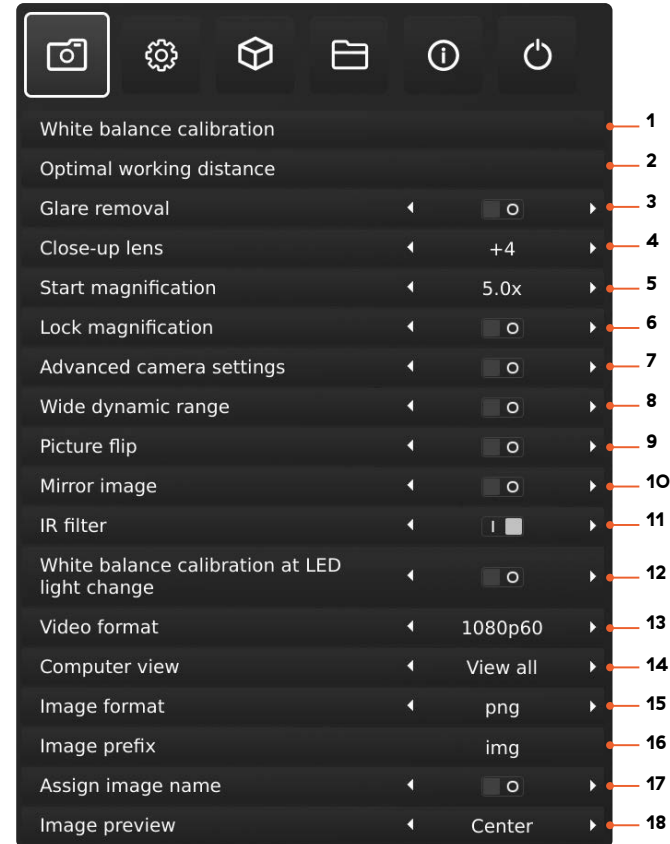 White balance calibration 1
Optimal working distance 2
Glare removal O 3
Close-up lens +4 4
Start magnification 5.0x 5
Lock magnification O 6
Advanced camera settings O 7
Wide dynamic range O 8
Picture flip O 9
Mirror image O 10
IR filter I 11
White balance calibration at LED
light change O 12
Video format 1080p60 13
Computer view View all 14
Image format png 15
Image prefix img 16
Assign image name O 17
Image preview Center 18